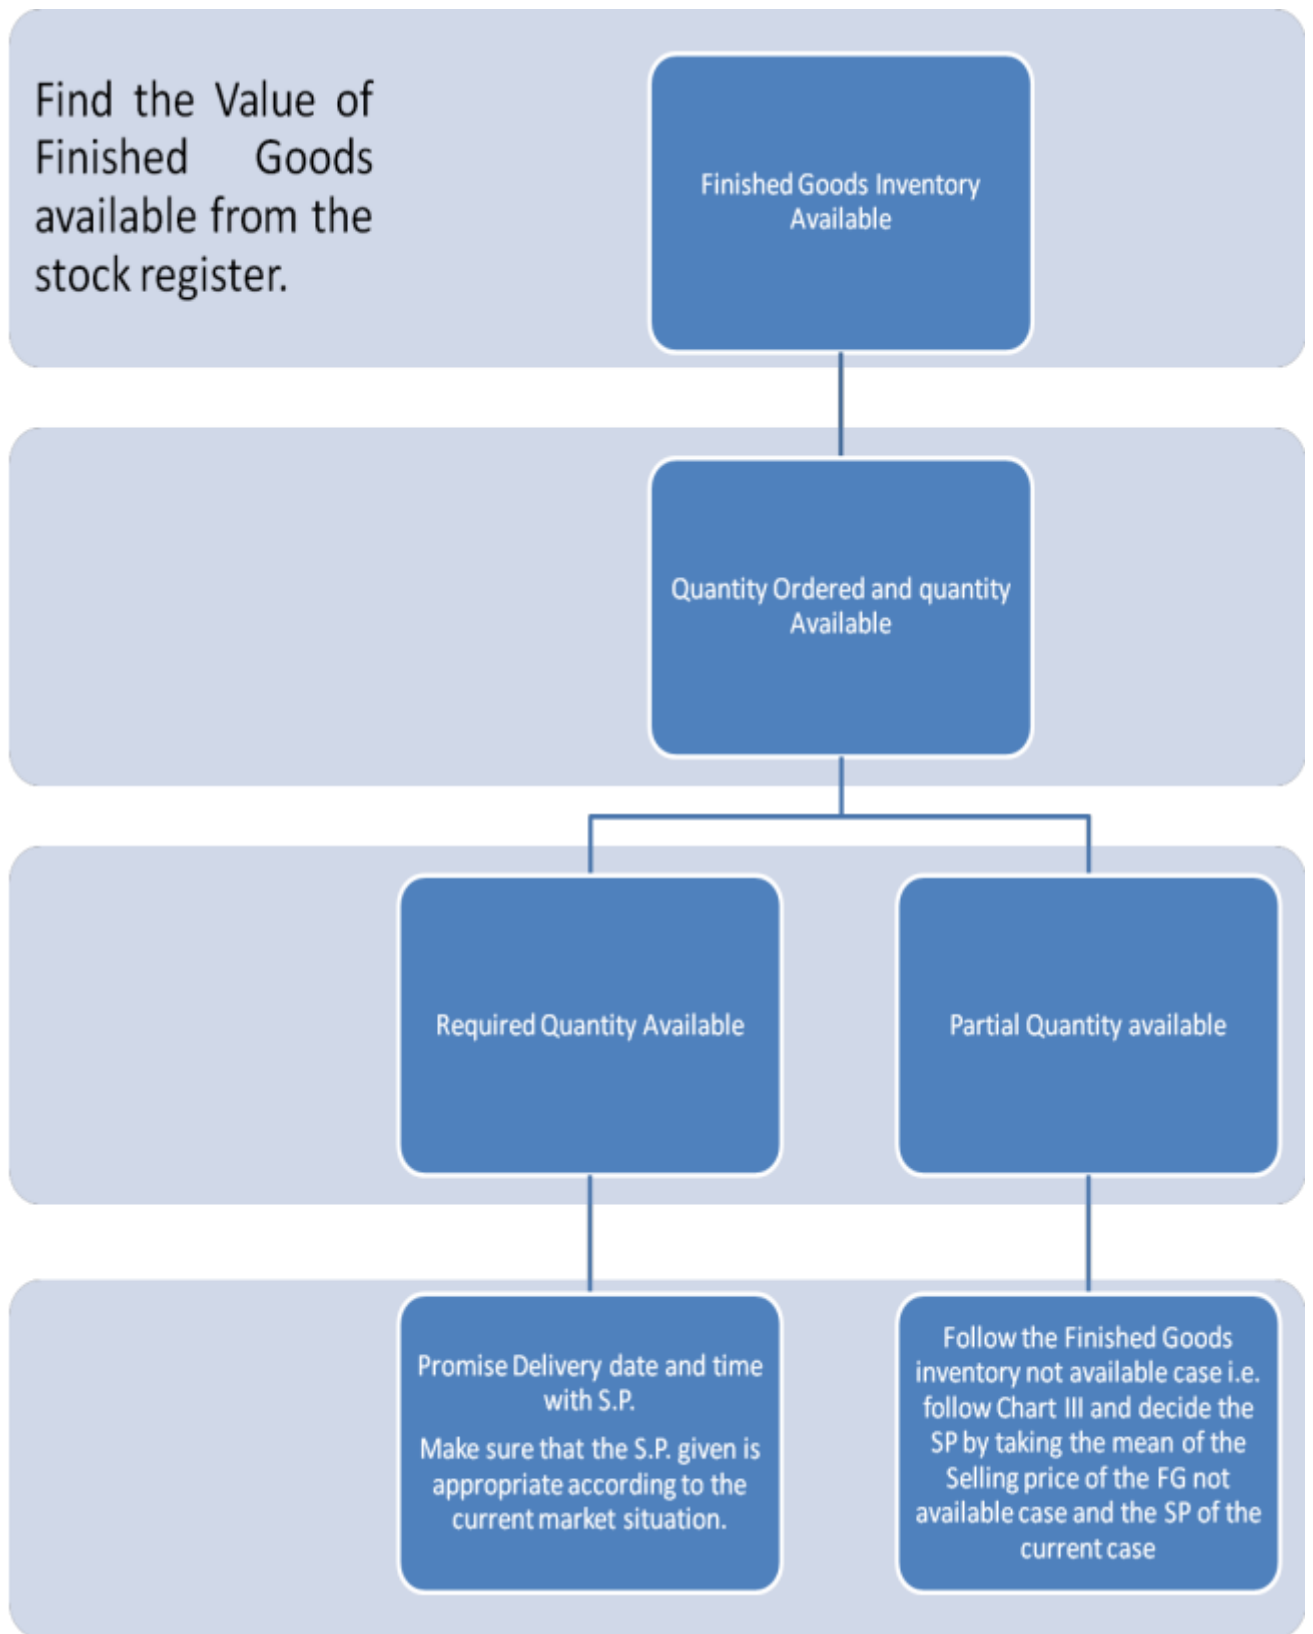 Find the Value of
Finished Goods
available from the
stock register.
Finished Goods Inventory
Available
Quantity Ordered and quantity
Available
Required Quantity Available
Partial Quantity available
Promise Delivery date and time
with S.P.
Make sure that the S.P. given is
appropriate according to the
current market situation.
Follow the Finished Goods
inventory not available case i.e.
follow Chart III and decide the
SP by taking the mean of the
Selling price of the FG not
available case and the SP of the
current case